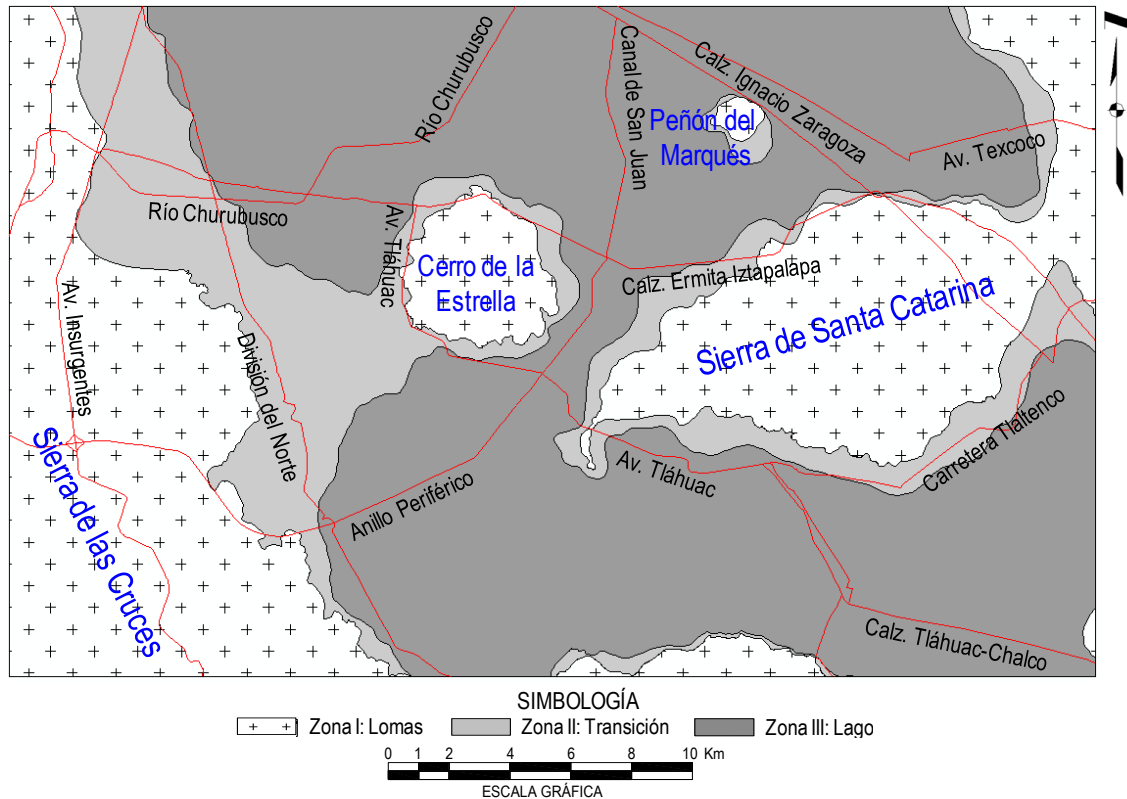 Río Churubusco
Canal de San Juan
Calz. Ignacio Zaragoza
Peñón del
Marqués
Av. Texcoco
Río Churubusco
Av. Tláhuac
Cerro de la
Estrella
Calz. Ermita Iztapalapa
Sierra de Santa Catarina
Av. Insurgentes
División del Norte
Sierra de las Cruces
Anillo Periférico
Av. Tláhuac
Carretera Tlaltenco
Calz. Tláhuac-Chalco
SIMBOLOGÍA
Zona I: Lomas
Zona II: Transición
Zona III: Lago
0 1 2 4 6 8 10 Km
ESCALA GRÁFICA